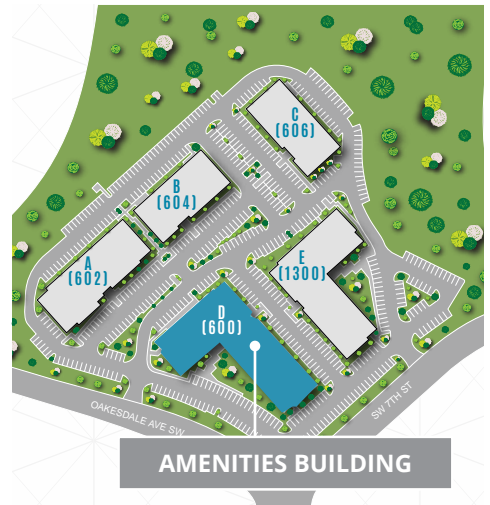 C
(606)
B
(604)
A
(602)
E
(1300)
D
(600)
OAKESDALE AVE SW
SW 7TH ST
AMENITIES BUILDING